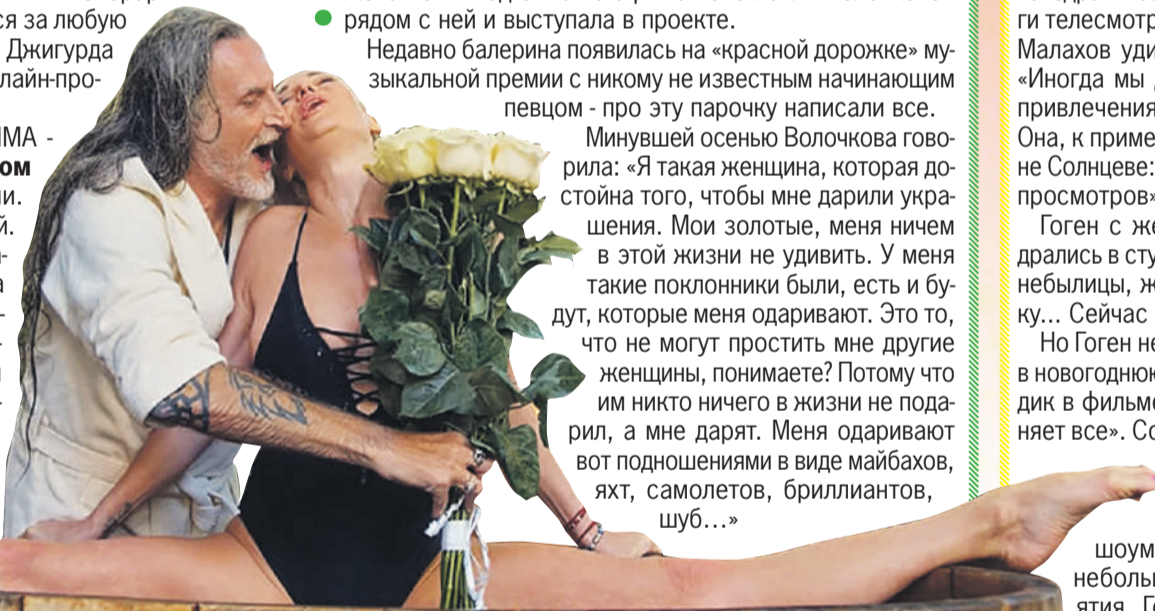 ся за любую
Джигурда
лайн-про-
ММА -
ом
ли.
й.
рядом с ней и выступала в проекте.
Недавно балерина появилась на «красной дорожке» му-
зыкальной премии с никому не известным начинающим
певцом - про эту парочку написали все.
Минувшей осенью Волочкова гово-
рила: «Я такая женщина, которая до-
стойна того, чтобы мне дарили укра-
шения. Мои золотые, меня ничем
в этой жизни не удивить. У меня
такие поклонники были, есть и бу-
дут, которые меня одаривают. Это то,
что не могут простить мне другие
женщины, понимаете? Потому что
им никто ничего в жизни не пода-
рил, а мне дарят. Меня одаривают
вот подношениями в виде майбахов,
яхт, самолетов, бриллиантов,
шуб...»
ги телесмотр
Малахов уди
«Иногда мы
привлечения
Она, к приме
не Солнцеве:
просмотров»
Гоген с же
дрались в сту
небылицы, ж
ку... Сейчас
Но Гоген не
в новогоднюю
дик в фильме
няет все». Со
шоум
неболь
ятия. Г